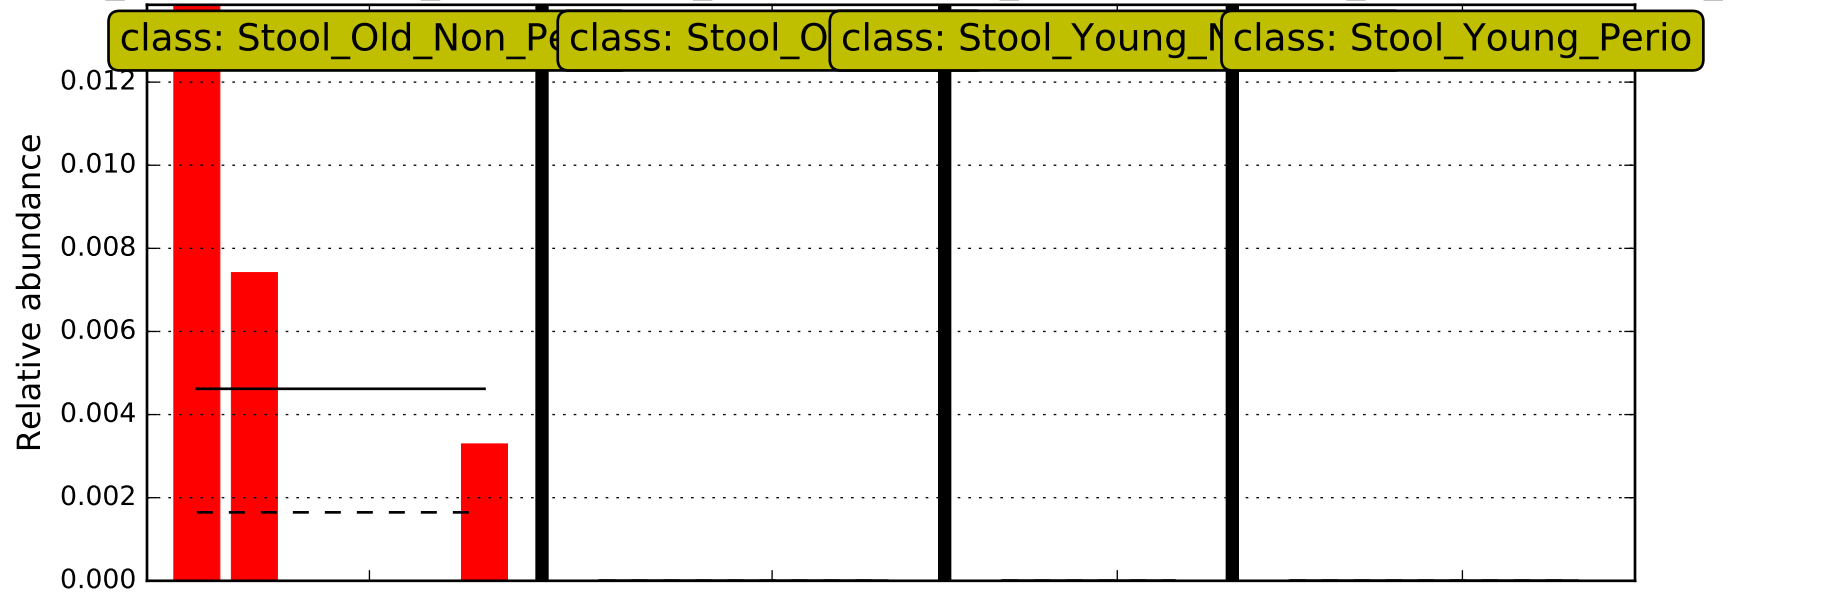 class: Stool_Old_Non_Pe
class: Stool_O
class: Stool_Young_
class: Stool_Young_Perio
0.012
0.010
0.008
0.006
0.004
0.002
0.000
Relative abundance